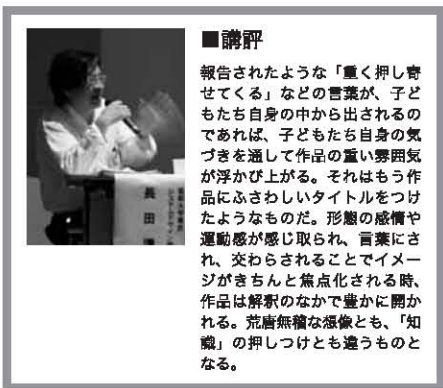 ■講評
報告されたような「重く押し寄
せてくる」などの言葉が、子ど
もたち自身の中から出されるの
であれば、子どもたち自身の気
づきを通して作品の重い雰囲気
が浮かび上がる。それはもう作
品にふさわしいタイトルをつけ
たようなものだ。形態の感情や
運動感が感じ取られ、言葉にさ
れ、交わらされることでイメー
ジがきちんと焦点化される時、
作品は解釈のなかで豊かに開か
れる。荒唐無稽な想像とも、「知
識」の押しつけとも違うものと
なる。
長田